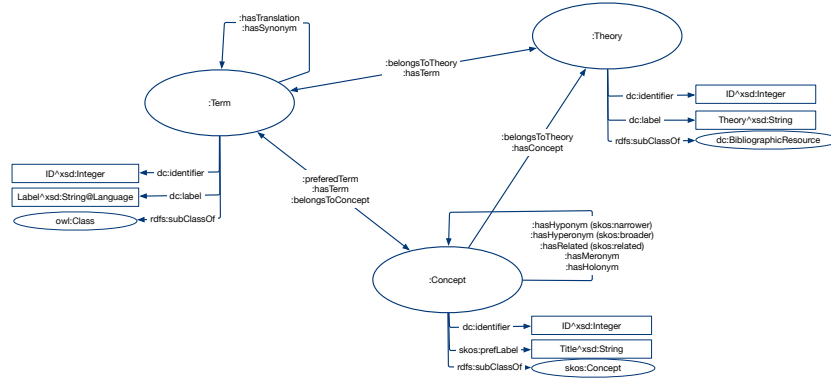 :hasTranslation
:hasSynonym
:Theory
:belongsToTheory
:hasTerm
:Term
dc:identifier
ID^xsd:Integer
dc:label
Theory^xsd:String
rdfs:subClassOf
dc:BibliographicResource
:belongsToTheory
:hasConcept
ID^xsd:Integer
dc:identifier
Label^xsd:String@Language
dc:label
owl:Class
rdfs:subClassOf
:preferedTerm
:hasTerm
:belongsToConcept
:hasHyponym (skos:narrower)
:hasHyperonym (skos:broader)
:hasRelated (skos:related)
:hasMeronym
:hasHolonym
:Concept
dc:identifier
ID^xsd:Integer
skos:prefLabel
Title^xsd:String
rdfs:subClassOf
skos:Concept